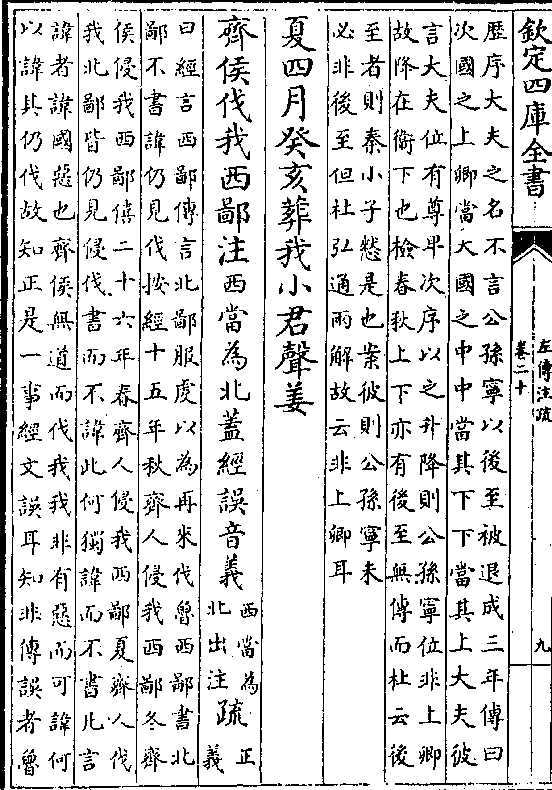 欽定四庫全書
左傳注疏
卷二十
九
歴序大夫之名不言公孫寧以後至被退成三年傳曰
次國之上卿當大國之中中當其下下當其上大夫彼
言大夫位有尊卑次序以之升降則公孫寧位非上卿
故降在衛下也檢春秋上下亦有後至無傳而杜云後
至者則秦小子憗是也案彼則公孫寧未
必非後至但杜弘通兩解故云非上卿耳
夏四月癸亥葬我小君聲姜
齊侯伐我西鄙注西當為北蓋經誤音義
西當為
北出注
疏
正
義
曰經言西鄙傳言北鄙服䖍以為再來伐魯西鄙書北
鄙不書諱仍見伐按經十五年秋齊人侵我西鄙冬齊
侯侵我西鄙僖二十六年春齊人侵我西鄙夏齊人伐
我北鄙皆仍見侵伐書而不諱此何獨諱而不書凡言
諱者諱國惡也齊侯無道而伐我我非有惡而可諱何
以諱其仍伐故知正是一事經文誤耳知非傳誤者魯